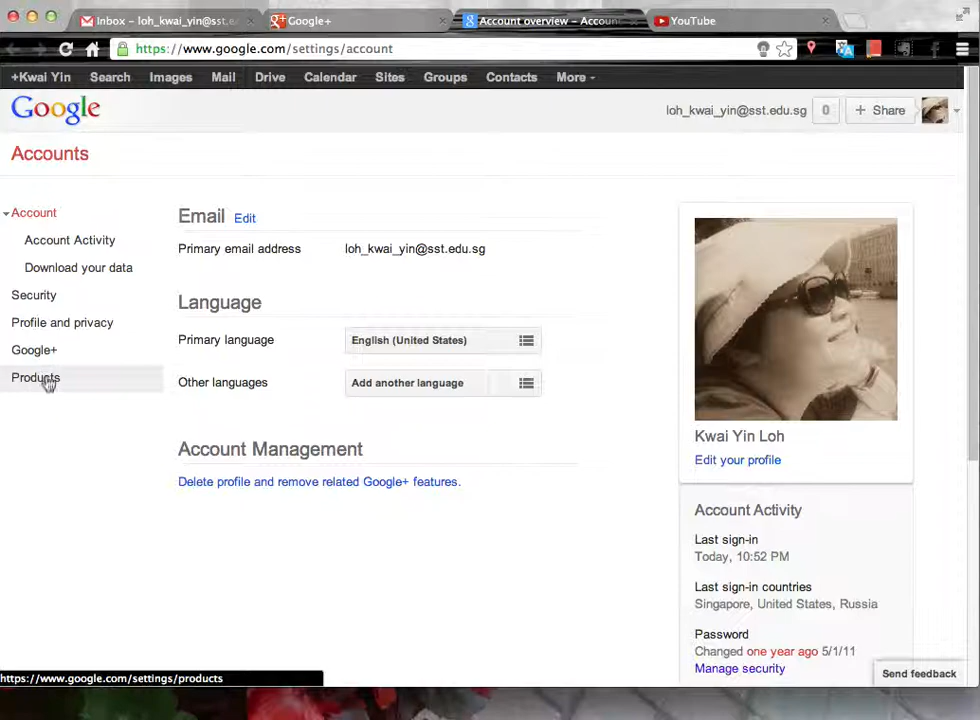 Inbox – loh_kwai_yin@sst.e
Google+
Account overview – Accoun
YouTube
https://www.google.com/settings/account
+Kwai Yin Search Images Mail Drive Calendar Sites Groups Contacts More
Google
loh_kwai_yin@sst.edu.sg 0 + Share
Accounts
Account
Account Activity
Download your data
Security
Profile and privacy
Google+
Products
Email Edit
Primary email address loh_kwai_yin@sst.edu.sg
Language
Primary language English (United States)
Other languages Add another language
Account Management
Delete profile and remove related Google+ features.
Kwai Yin Loh
Edit your profile
Account Activity
Last sign-in
Today, 10:52 PM
Last sign-in countries
Singapore, United States, Russia
Password
Changed one year ago 5/1/11
Manage security
Send feedback
https://www.google.com/settings/products